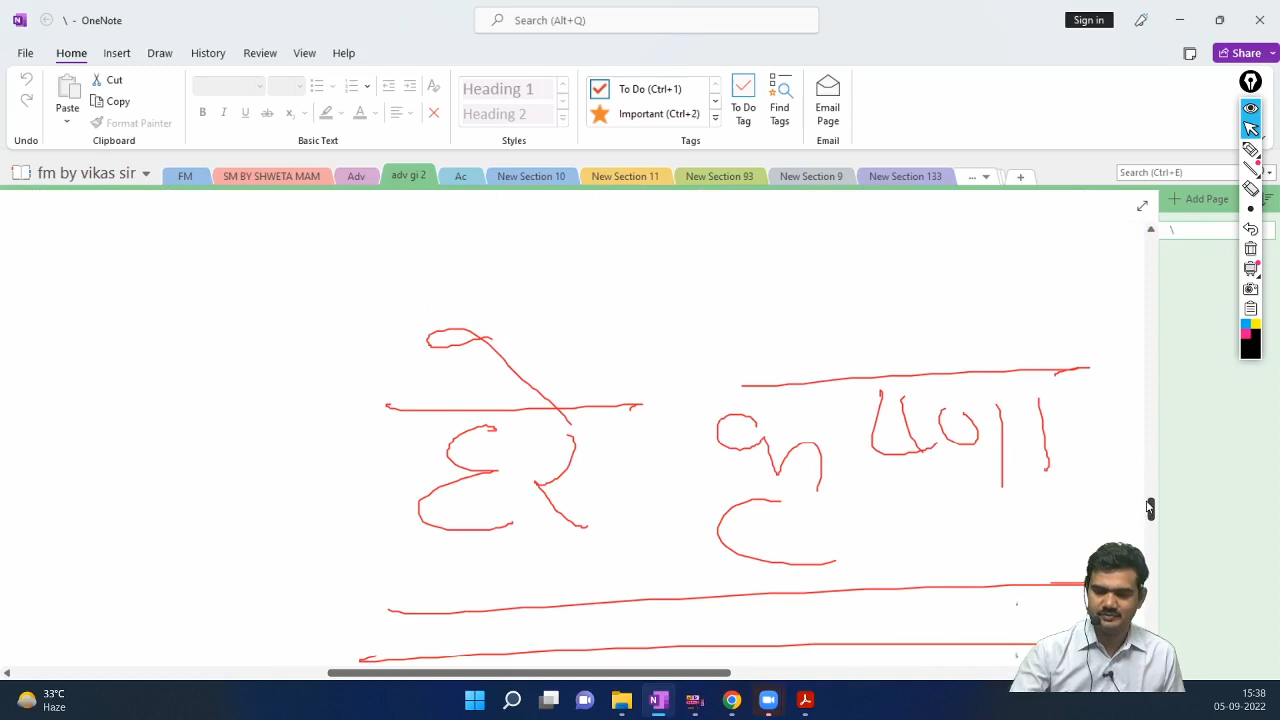 \ - OneNote
Search (Alt+Q)
Sign in
File Home Insert Draw History Review View Help
Share
Undo
Paste
Cut
Copy
Format Painter
Clipboard
B I U ab x
A
Basic Text
Heading 1
Heading 2
Styles
To Do (Ctrl+1)
Important (Ctrl+2)
To Do Tag
Find Tags
Tags
Email Page
Email
fm by vikas sir
FM SM BY SHWETA MAM Adv adv gi 2 Ac New Section 10 New Section 11 New Section 93 New Section 9 New Section 133 ...
Search (Ctrl+E)
Add Page
\
33°C
Haze
15:38
05-09-2022